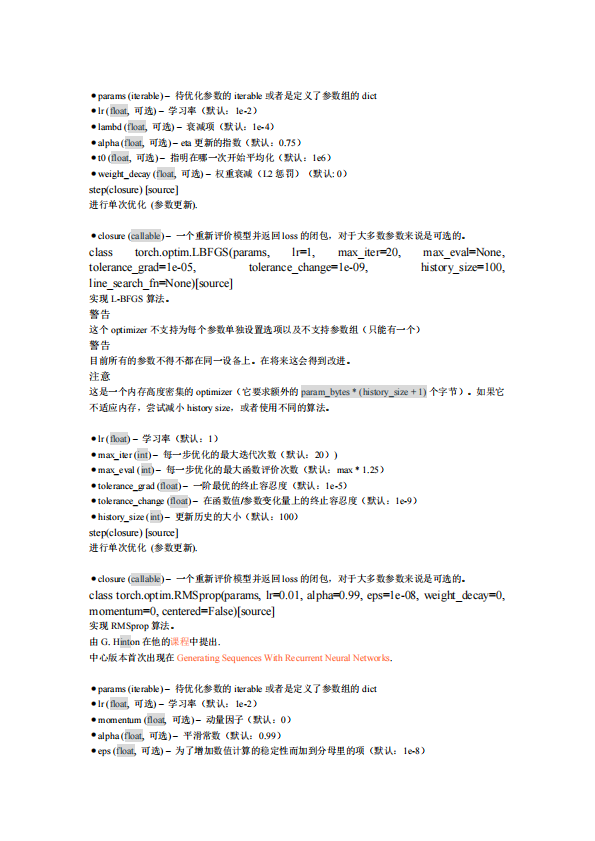 ● params (iterable) – 待优化参数的 iterable 或者是定义了参数组的 dict
● lr (float, 可选) – 学习率（默认：1e-2）
● lambd (float, 可选) – 衰减项（默认：1e-4）
● alpha (float, 可选) – eta 更新的指数（默认：0.75）
● t0 (float, 可选) – 指明在哪一次开始平均化（默认：1e6）
● weight_decay (float, 可选) – 权重衰减（L2 惩罚）（默认: 0）
step(closure) [source]
进行单次优化 (参数更新).
● closure (callable) – 一个重新评价模型并返回 loss 的闭包，对于大多数参数来说是可选的。
class torch.optim.LBFGS(params, lr=1, max_iter=20, max_eval=None,
tolerance_grad=1e-05, tolerance_change=1e-09, history_size=100,
line_search_fn=None)[source]
实现 L-BFGS 算法。
警告
这个 optimizer 不支持为每个参数单独设置选项以及不支持参数组（只能有一个）
警告
目前所有的参数不得不都在同一设备上。在将来这会得到改进。
注意
这是一个内存高度密集的 optimizer（它要求额外的 param_bytes * (history_size + 1) 个字节）。如果它
不适应内存，尝试减小 history size，或者使用不同的算法。
● lr (float) – 学习率（默认：1）
● max_iter (int) – 每一步优化的最大迭代次数（默认：20））
● max_eval (int) – 每一步优化的最大函数评价次数（默认：max * 1.25）
● tolerance_grad (float) – 一阶最优的终止容忍度（默认：1e-5）
● tolerance_change (float) – 在函数值/参数变化量上的终止容忍度（默认：1e-9）
● history_size (int) – 更新历史的大小（默认：100）
step(closure) [source]
进行单次优化 (参数更新).
● closure (callable) – 一个重新评价模型并返回 loss 的闭包，对于大多数参数来说是可选的。
class torch.optim.RMSprop(params, lr=0.01, alpha=0.99, eps=1e-08, weight_decay=0,
momentum=0, centered=False)[source]
实现 RMSprop 算法。
由 G. Hinton 在他的课程中提出.
中心版本首次出现在 Generating Sequences With Recurrent Neural Networks.
● params (iterable) – 待优化参数的 iterable 或者是定义了参数组的 dict
● lr (float, 可选) – 学习率（默认：1e-2）
● momentum (float, 可选) – 动量因子（默认：0）
● alpha (float, 可选) – 平滑常数（默认：0.99）
● eps (float, 可选) – 为了增加数值计算的稳定性而加到分母里的项（默认：1e-8）